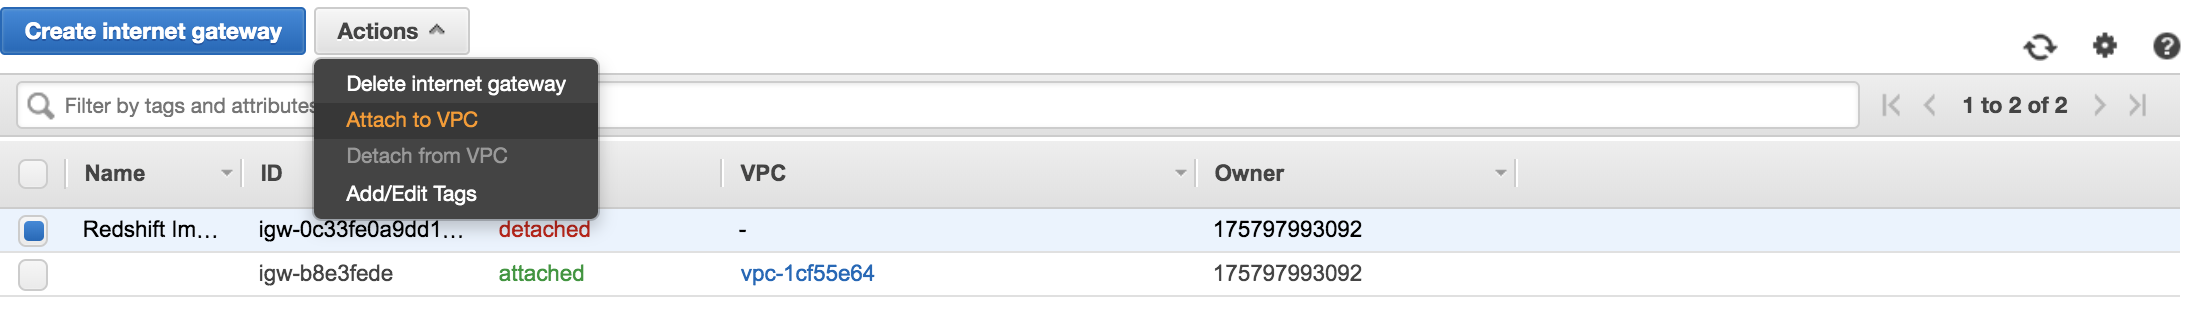 Create internet gateway Actions
Delete internet gateway
Filter by tags and attributes Attach to VPC 1 to 2 of 2
Detach from VPC
Name ID VPC Owner
Add/Edit Tags
Redshift Im... igw-0c33fe0a9dd1... detached - 175797993092
igw-b8e3fede attached vpc-1cf55e64 175797993092